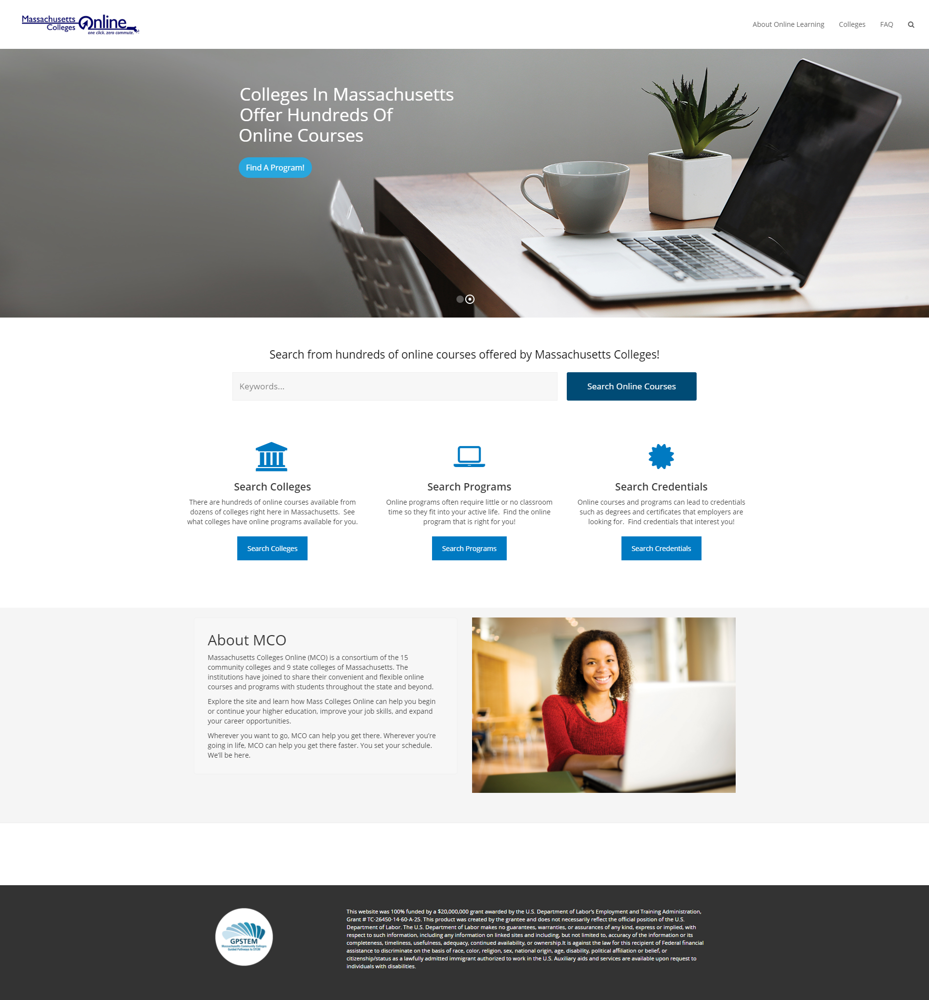 Massachusetts
Colleges
Online
one click. zero commute.
About Online Learning
Colleges
FAQ
Colleges In Massachusetts
Offer Hundreds Of
Online Courses
Find A Program!
Search from hundreds of online courses offered by Massachusetts Colleges!
Keywords...
Search Online Courses
Search Colleges
There are hundreds of online courses available from
dozens of colleges right here in Massachusetts.  See
what colleges have online programs available for you.
Search Colleges
Search Programs
Online programs often require little or no classroom
time so they fit into your active life.  Find the online
program that is right for you!
Search Programs
Search Credentials
Online courses and programs can lead to credentials
such as degrees and certificates that employers are
looking for.  Find credentials that interest you!
Search Credentials
About MCO
Massachusetts Colleges Online (MCO) is a consortium of the 15
community colleges and 9 state colleges of Massachusetts. The
institutions have joined to share their convenient and flexible online
courses and programs with students throughout the state and beyond.
Explore the site and learn how Mass Colleges Online can help you begin
or continue your higher education, improve your job skills, and expand
your career opportunities.
Wherever you want to go, MCO can help you get there. Wherever you’re
going in life, MCO can help you get there faster. You set your schedule.
We’ll be here.
GPSTEM
Massachusetts Community Colleges
Guided Pathways to STEM
This website was 100% funded by a $20,000,000 grant awarded by the U.S. Department of Labor’s Employment and Training Administration,
Grant # TC-26450-14-60-A-25. This product was created by the grantee and does not necessarily reflect the official position of the U.S.
Department of Labor. The U.S. Department of Labor makes no guarantees, warranties, or assurances of any kind, express or implied, with
respect to such information, including any information on linked sites and including, but not limited to, accuracy of the information or its
completeness, timeliness, usefulness, adequacy, continued availability, or ownership.It is against the law for this recipient of Federal financial
assistance to discriminate on the basis of race, color, religion, sex, national origin, age, disability, political affiliation or belief, or
citizenship/status as a lawfully admitted immigrant authorized to work in the U.S. Auxiliary aids and services are available upon request to
individuals with disabilities.